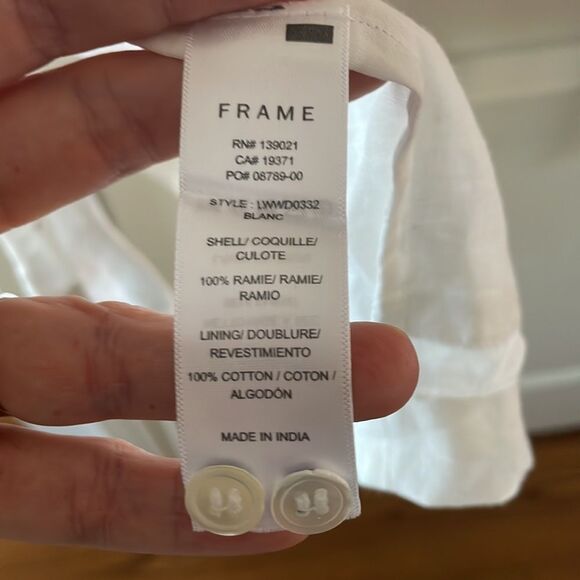 FRAME
RN# 139021
CA# 19371
PO# 08789-00
STYLE : LWWD0332
BLANC
SHELL/ COQUILLE/
CULOTE
100% RAMIE/ RAMIE/
RAMIO
LINING/ DOUBLURE/
REVESTIMIENTO
100% COTTON / COTON /
ALGODÓN
MADE IN INDIA